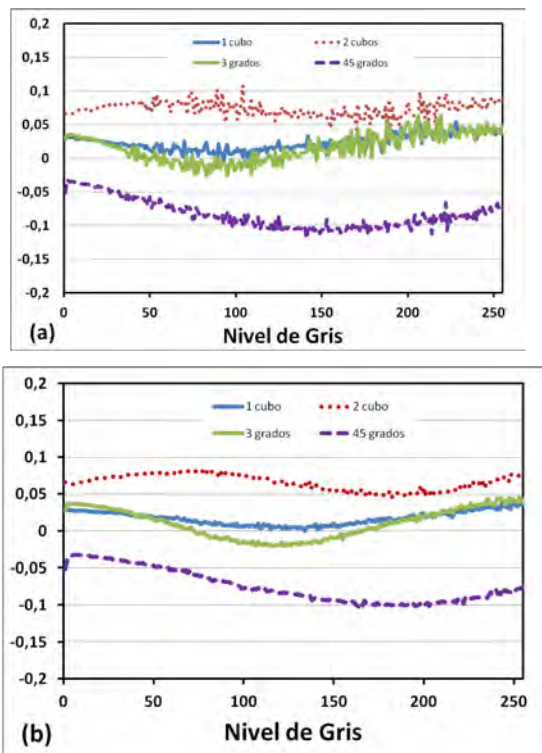 0,2
1 cubo
2 cubos
0,15
3 grados
45 grados
0,1
0,05
0
-0,05
-0,1
-0,15
-0,2
0 50 100 150 200 250
(a)
Nivel de Gris
0,2
1 cubo
2 cubo
0,15
3 grados
45 grados
0,1
0,05
0
-0,05
-0,1
-0,15
-0,2
0 50 100 150 200 250
(b)
Nivel de Gris